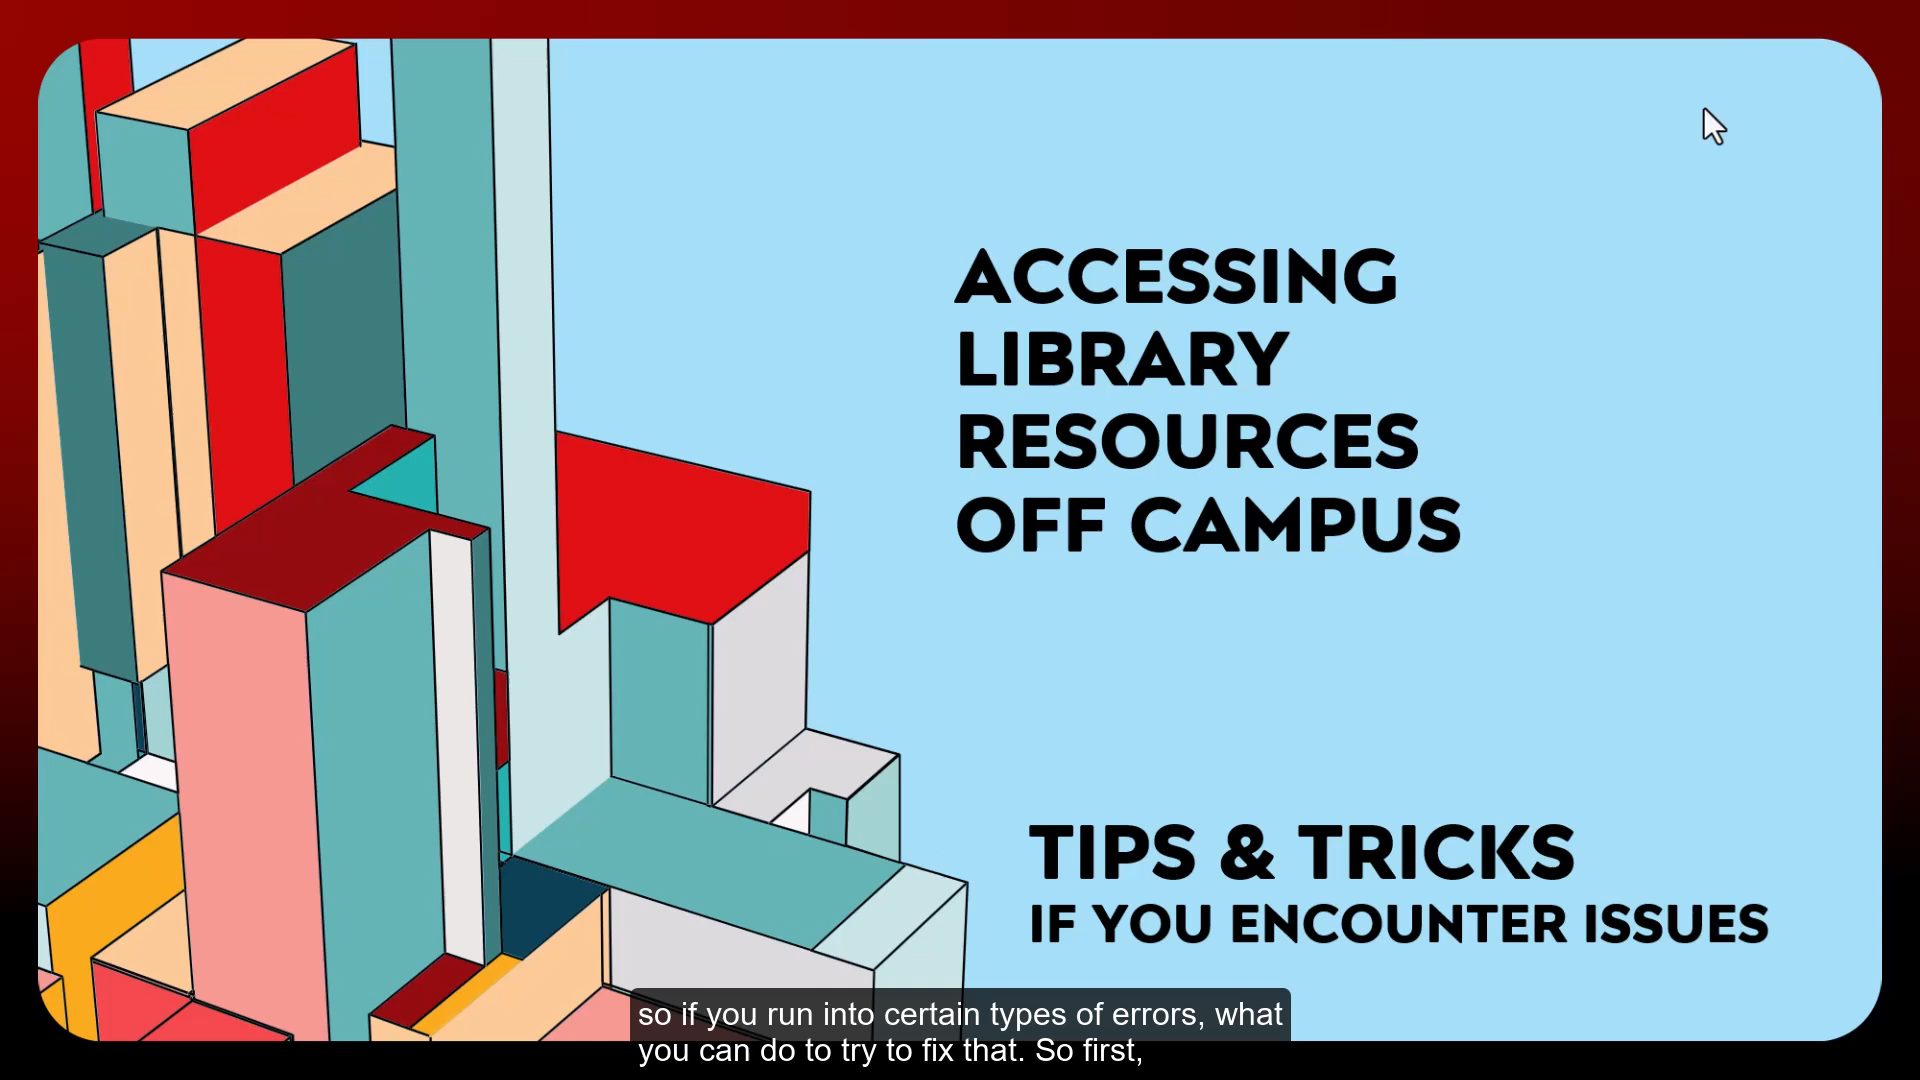 ACCESSING
LIBRARY
RESOURCES
OFF CAMPUS
TIPS & TRICKS
IF YOU ENCOUNTER ISSUES
so if you run into certain types of errors, what
you can do to try to fix that. So first,